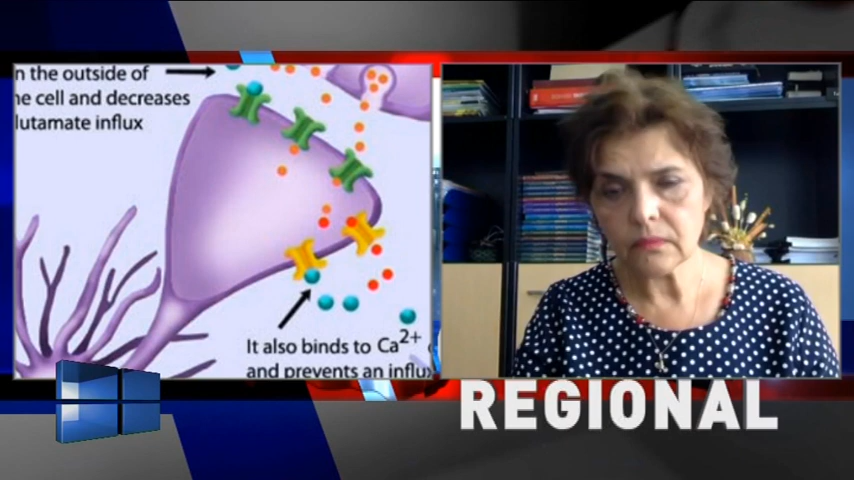 n the outside of
he cell and decreases
lutamate influx
It also binds to Ca2+
and prevents an influx
REGIONAL